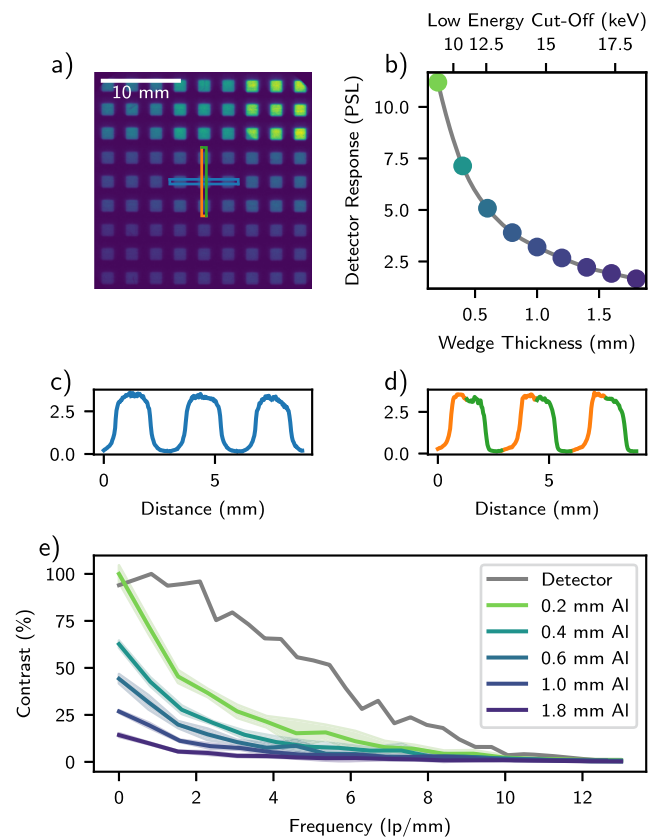 Low Energy Cut-Off (keV)
10 12.5 15 17.5
a)
b)
10 mm
Detector Response (PSL)
10.0
7.5
5.0
2.5
0.5 1.0 1.5
Wedge Thickness (mm)
c)
d)
2.5
0.0
0 5
Distance (mm)
2.5
0.0
0 5
Distance (mm)
e)
Contrast (%)
100
75
50
25
0
Detector
0.2 mm Al
0.4 mm Al
0.6 mm Al
1.0 mm Al
1.8 mm Al
0 2 4 6 8 10 12
Frequency (lp/mm)